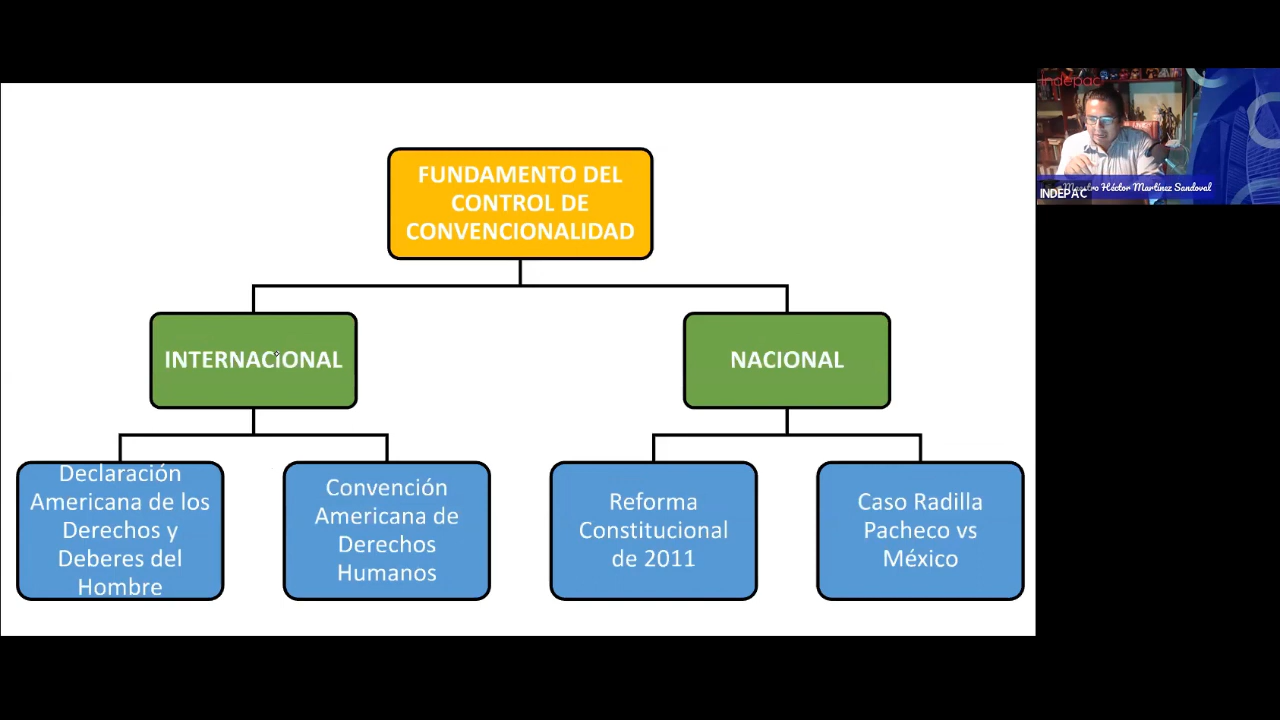 FUNDAMENTO DEL
CONTROL DE
CONVENCIONALIDAD
INTERNACIONAL
NACIONAL
Declaración
Americana de los
Derechos y
Deberes del
Hombre
Convención
Americana de
Derechos
Humanos
Reforma
Constitucional
de 2011
Caso Radilla
Pacheco vs
México
Indepac
Maestro Héctor Martínez Sandoval
INDEPAC